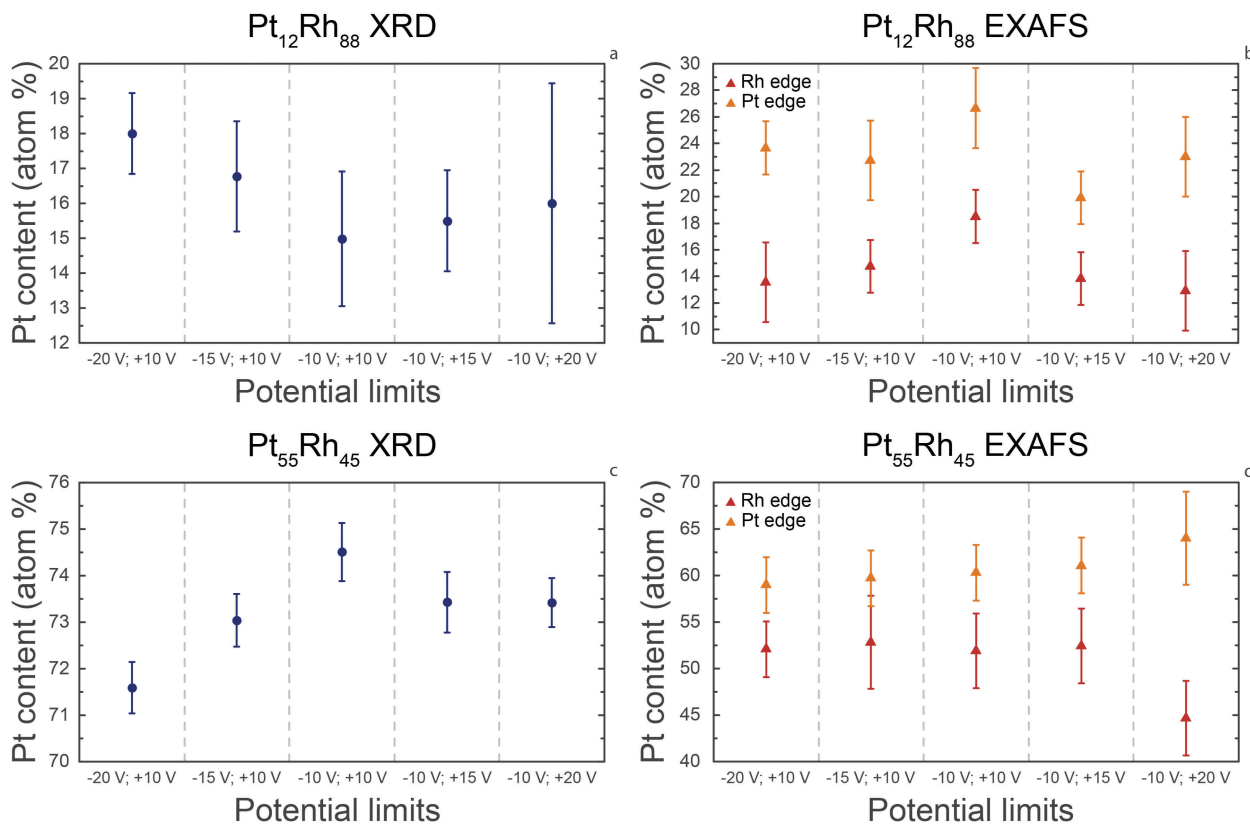 Pt12Rh88 XRD
a
Pt content (atom %)
20
19
18
17
16
15
14
13
12
-20 V; +10 V
-15 V; +10 V
-10 V; +10 V
-10 V; +15 V
-10 V; +20 V
Potential limits
Pt12Rh88 EXAFS
b
Rh edge
Pt edge
Pt content (atom %)
30
28
26
24
22
20
18
16
14
12
10
-20 V; +10 V
-15 V; +10 V
-10 V; +10 V
-10 V; +15 V
-10 V; +20 V
Potential limits
Pt55Rh45 XRD
c
Pt content (atom %)
76
75
74
73
72
71
70
-20 V; +10 V
-15 V; +10 V
-10 V; +10 V
-10 V; +15 V
-10 V; +20 V
Potential limits
Pt55Rh45 EXAFS
d
Rh edge
Pt edge
Pt content (atom %)
70
65
60
55
50
45
40
-20 V; +10 V
-15 V; +10 V
-10 V; +10 V
-10 V; +15 V
-10 V; +20 V
Potential limits